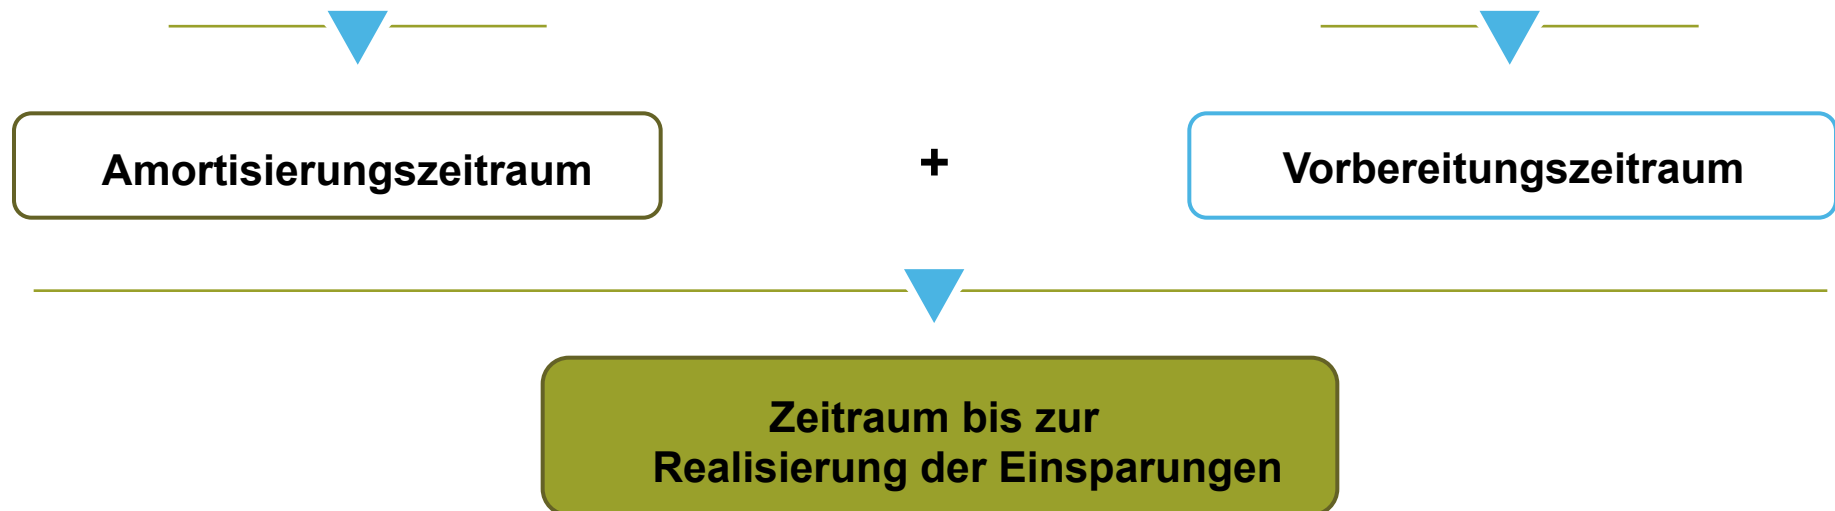 Amortisierungszeitraum
+
Vorbereitungszeitraum
Zeitraum bis zur
Realisierung der Einsparungen